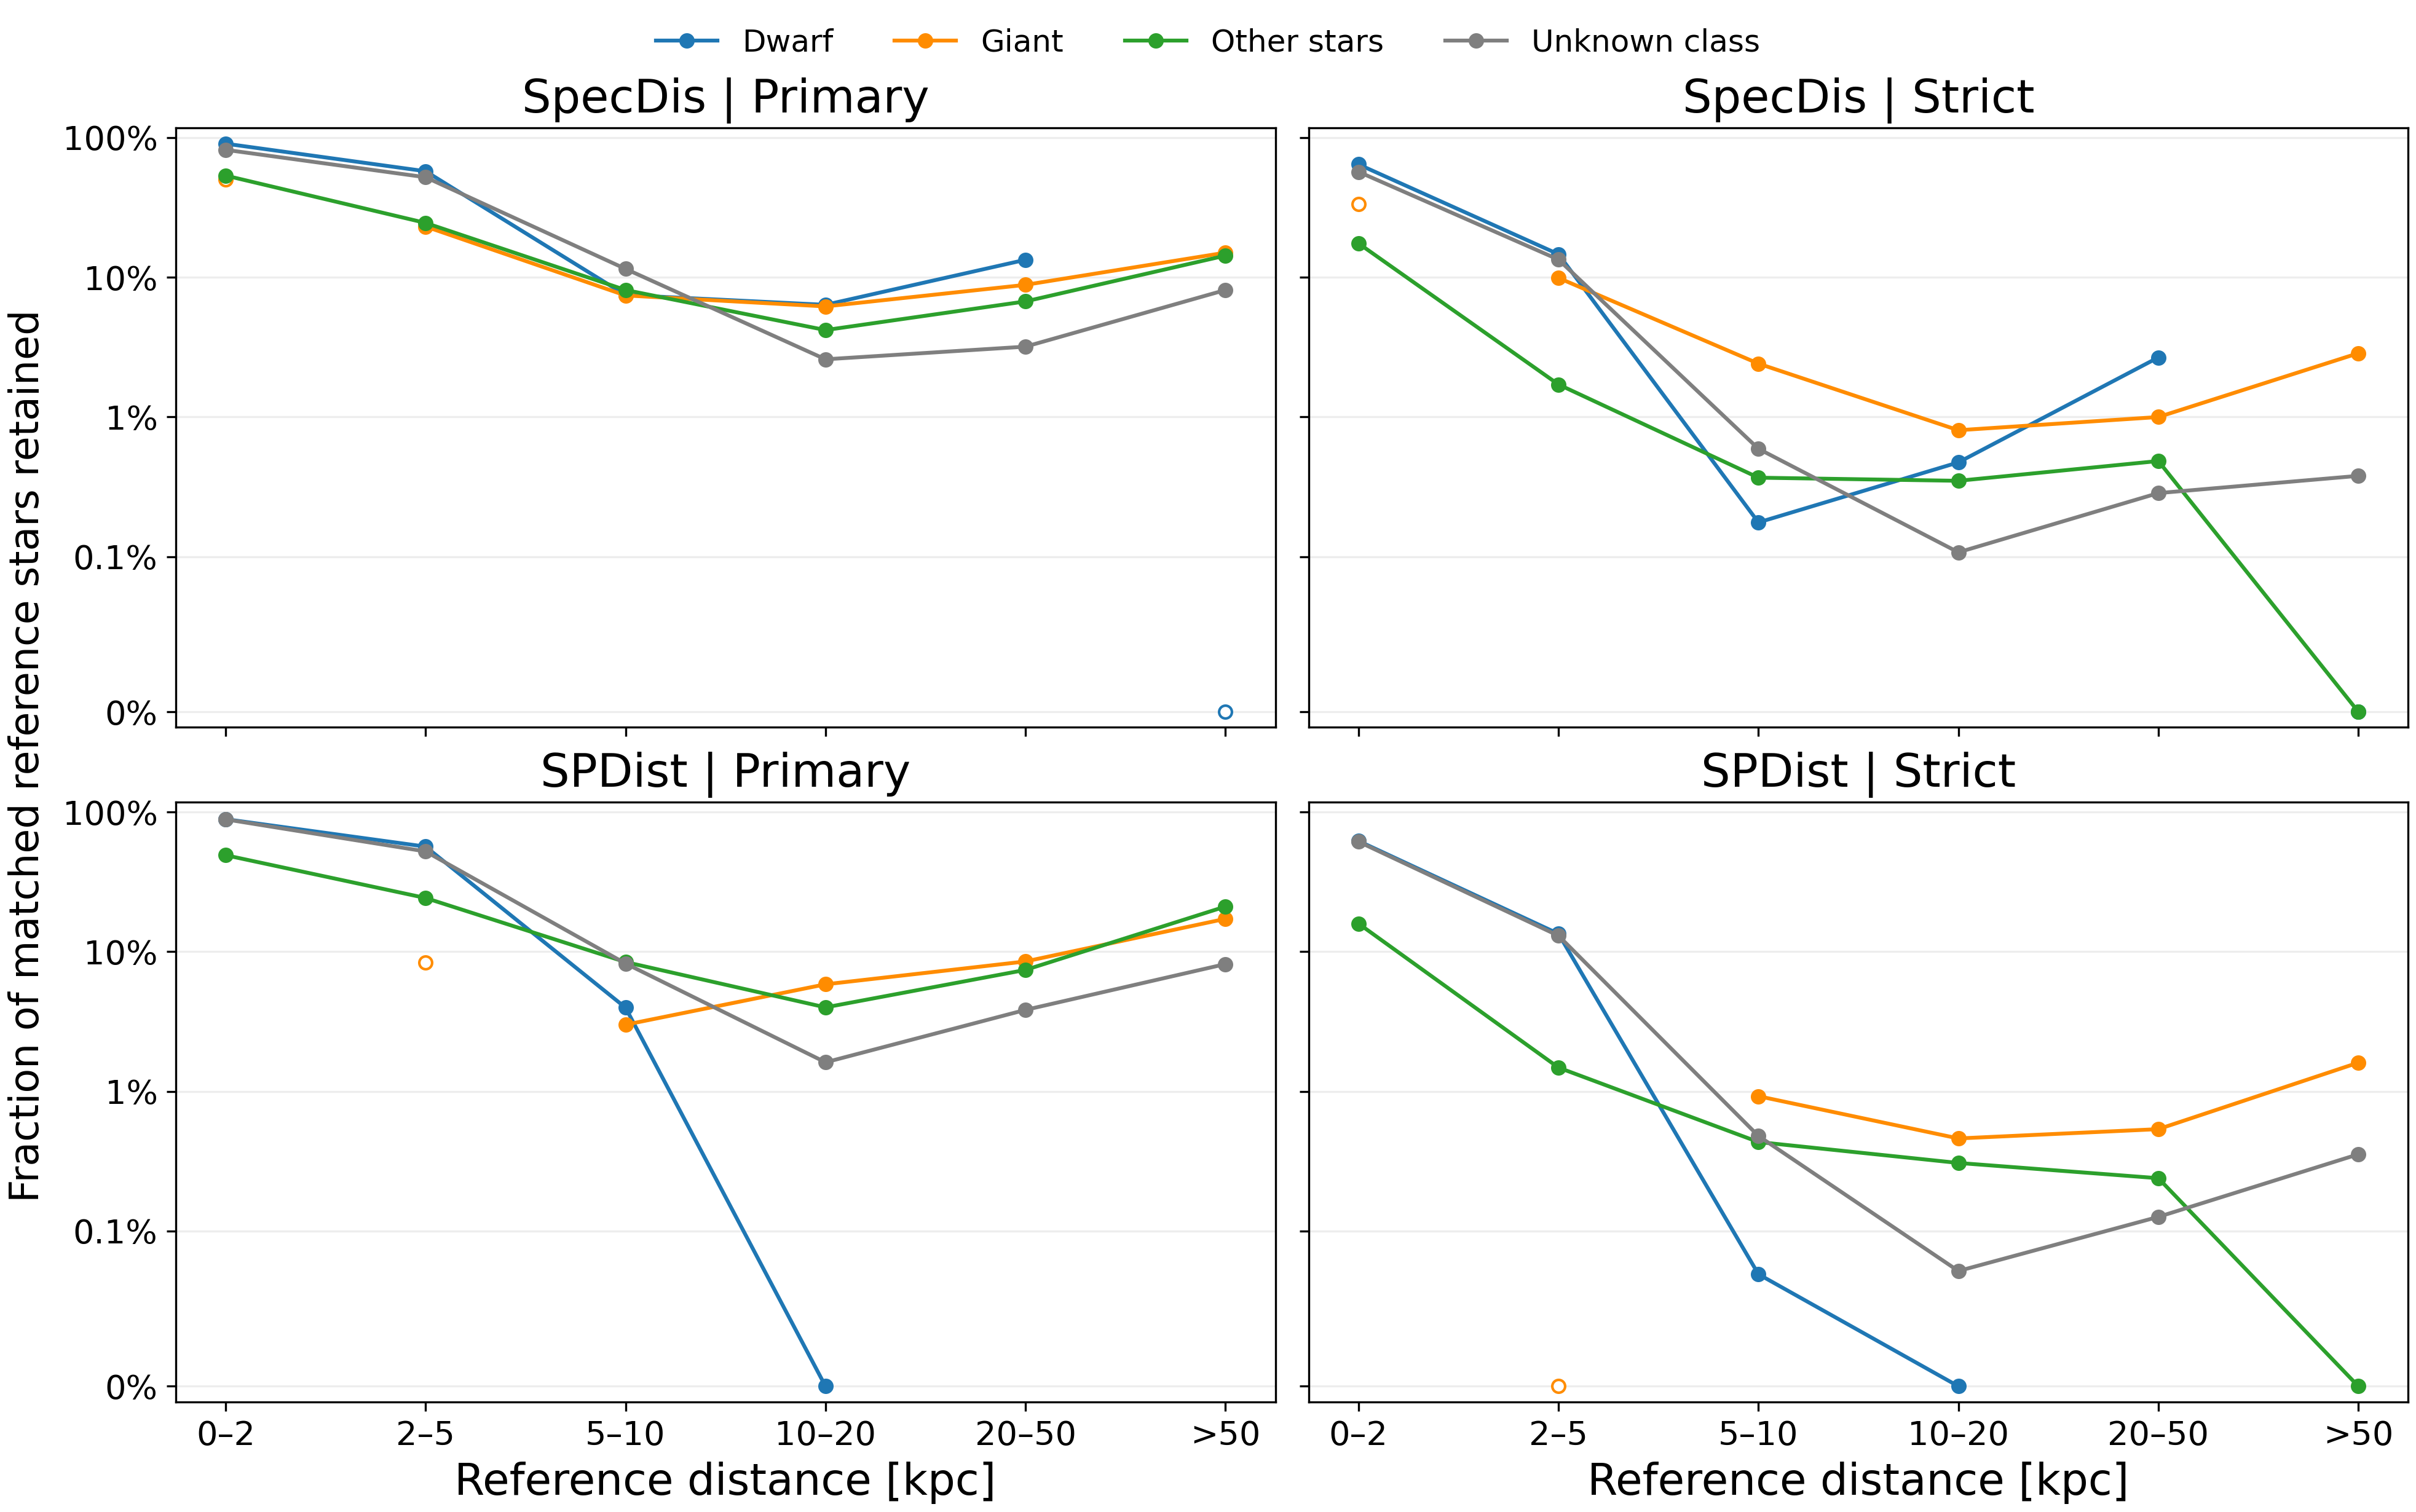 Dwarf Giant Other stars Unknown class
SpecDis | Primary
SpecDis | Strict
100%
10%
1%
0.1%
0%
Fraction of matched reference stars retained
SPDist | Primary
SPDist | Strict
100%
10%
1%
0.1%
0%
0–2 2–5 5–10 10–20 20–50 >50
0–2 2–5 5–10 10–20 20–50 >50
Reference distance [kpc]
Reference distance [kpc]